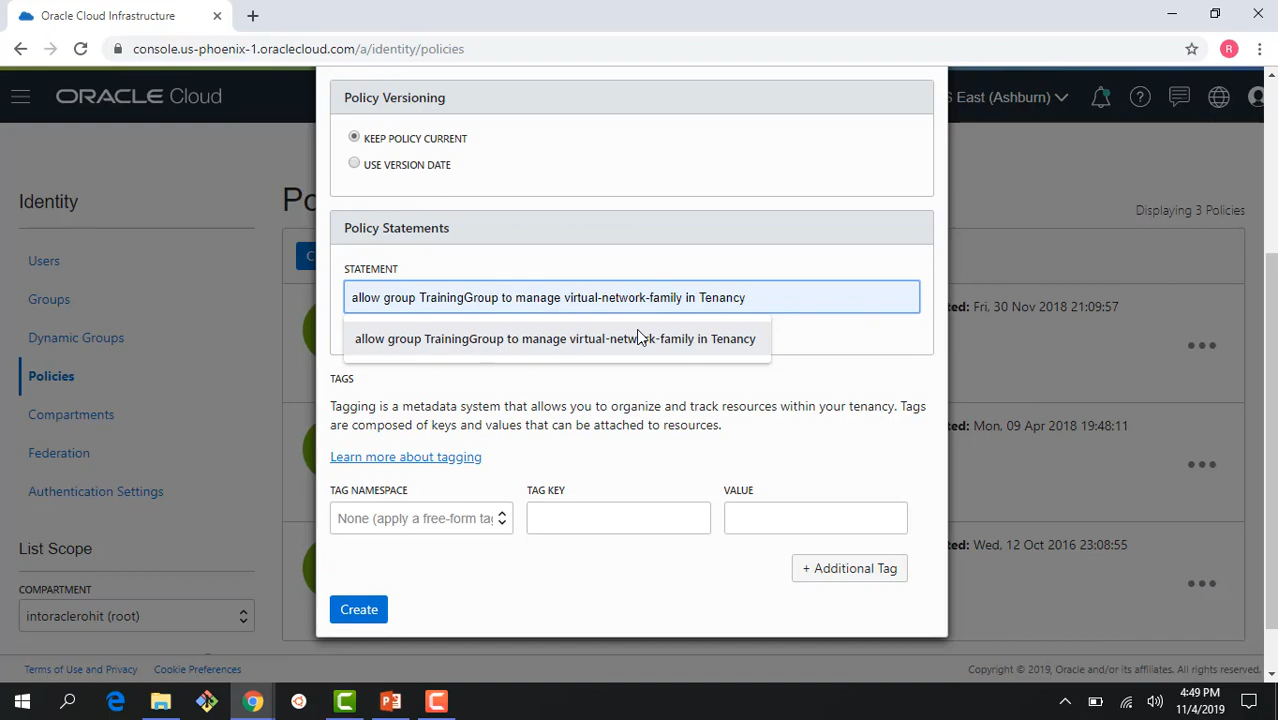 Oracle Cloud Infrastructure
console.us-phoenix-1.oraclecloud.com/a/identity/policies
R
ORACLE Cloud
S East (Ashburn)
Identity
Users
Groups
Dynamic Groups
Policies
Compartments
Federation
Authentication Settings
List Scope
COMPARTMENT
intoraclerohit (root)
Po
C
Policy Versioning
KEEP POLICY CURRENT
USE VERSION DATE
Policy Statements
STATEMENT
allow group TrainingGroup to manage virtual-network-family in Tenancy
allow group TrainingGroup to manage virtual-network-family in Tenancy
TAGS
Tagging is a metadata system that allows you to organize and track resources within your tenancy. Tags
are composed of keys and values that can be attached to resources.
Learn more about tagging
TAG NAMESPACE TAG KEY VALUE
None (apply a free-form tag
+ Additional Tag
Create
Displaying 3 Policies
ted: Fri, 30 Nov 2018 21:09:57
ted: Mon, 09 Apr 2018 19:48:11
ted: Wed, 12 Oct 2016 23:08:55
Terms of Use and Privacy Cookie Preferences
Copyright © 2019, Oracle and/or its affiliates. All rights reserved.
4:49 PM
11/4/2019